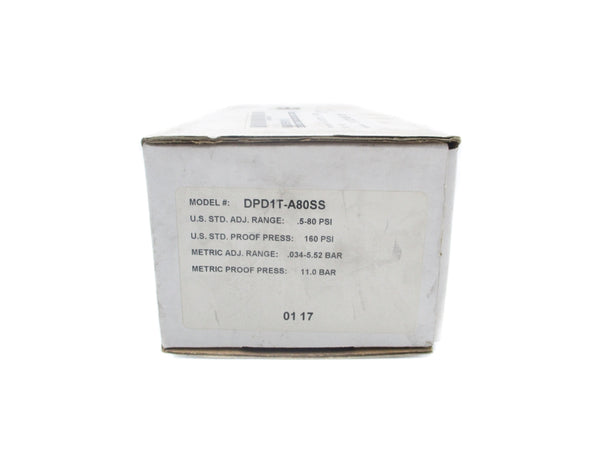 MODEL #: DPD1T-A80SS
U.S. STD. ADJ. RANGE: .5-80 PSI
U.S. STD. PROOF PRESS: 160 PSI
METRIC ADJ. RANGE: .034-5.52 BAR
METRIC PROOF PRESS: 11.0 BAR
01 17